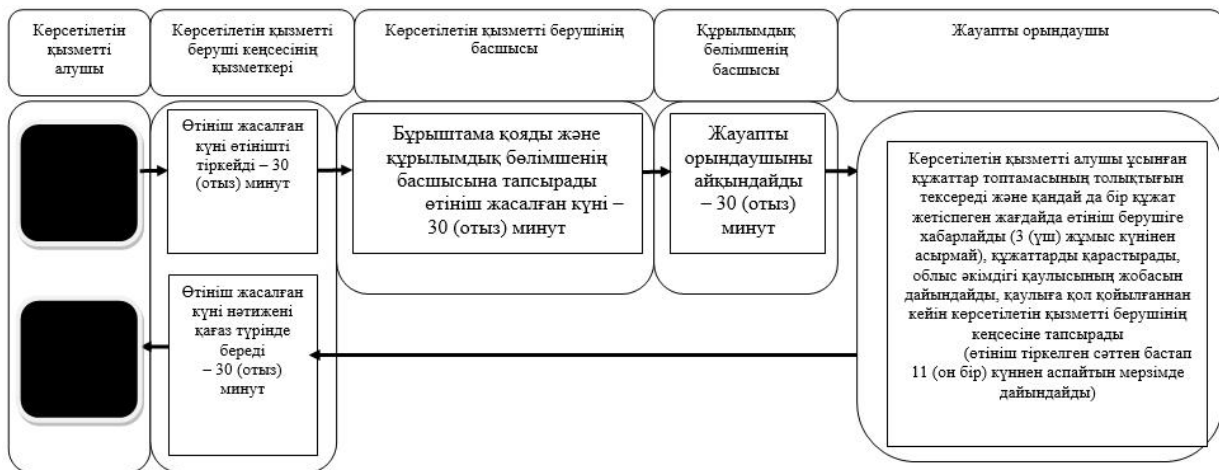 Көрсетілетін
қызметті
алушы
Көрсетілетін қызметті
беруші кеңсесінің
қызметкері
Көрсетілетін қызметті берушінің
басшысы
Құрылымдық
бөлімшенің
басшысы
Жауапты орындаушы
Өтініш жасалған
күні өтінішті
тіркейді – 30
(отыз) минут
Бұрыштама қояды және
құрылымдық бөлімшенің
басшысына тапсырады
өтініш жасалған күні –
30 (отыз) минут
Жауапты
орындаушыны
айқындайды
– 30 (отыз)
минут
Көрсетілетін қызметті алушы ұсынған
құжаттар топтамасының толықтығын
тексереді және қандай да бір құжат
жетіспеген жағдайда өтініш берушіге
хабарлайды (3 (үш) жұмыс күнінен
асырмай), құжаттарды қарастырады,
облыс әкімдігі қаулысының жобасын
дайындайды, қаулыға қол қойылғаннан
кейін көрсетілетін қызметті берушінің
кеңсесіне тапсырады
(өтініш тіркелген сәттен бастап
11 (он бір) күннен аспайтын мерзімде
дайындайды)
Өтініш жасалған
күні нәтижені
қағаз түрінде
береді
– 30 (отыз)
минут